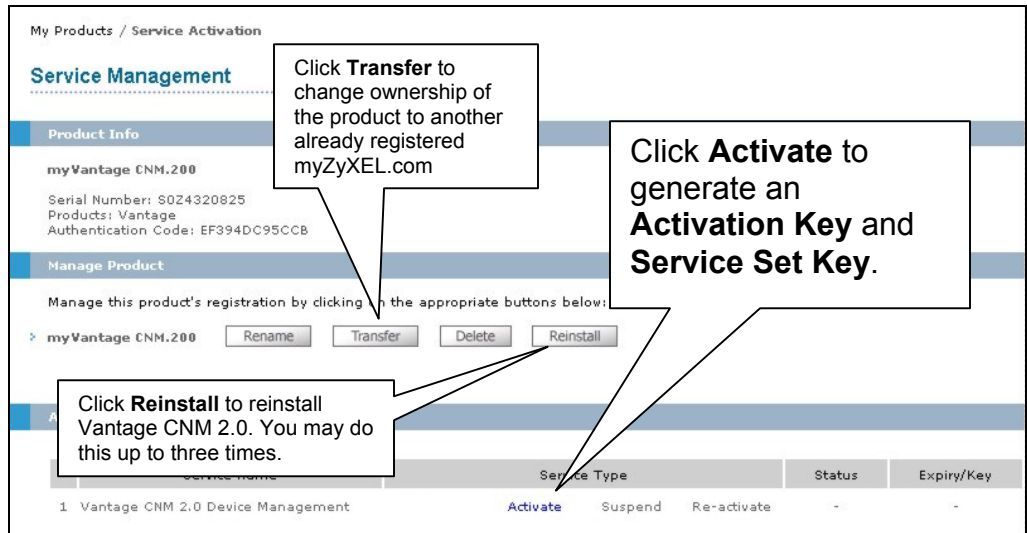 My Products / Service Activation
Service Management
Click Transfer to
change ownership of
the product to another
already registered
myZyXEL.com
Product Info
Click Activate to
generate an
Activation Key and
Service Set Key.
myVantage CNM.200
Serial Number: S0Z4320825
Products: Vantage
Authentication Code: EF394DC95CCB
Manage Product
Manage this product's registration by clicking on the appropriate buttons below:
myVantage CNM.200 Rename Transfer Delete Reinstall
Click Reinstall to reinstall
Vantage CNM 2.0. You may do
this up to three times.
Service Type Status Expiry/Key
1 Vantage CNM 2.0 Device Management Activate Suspend Re-activate - -